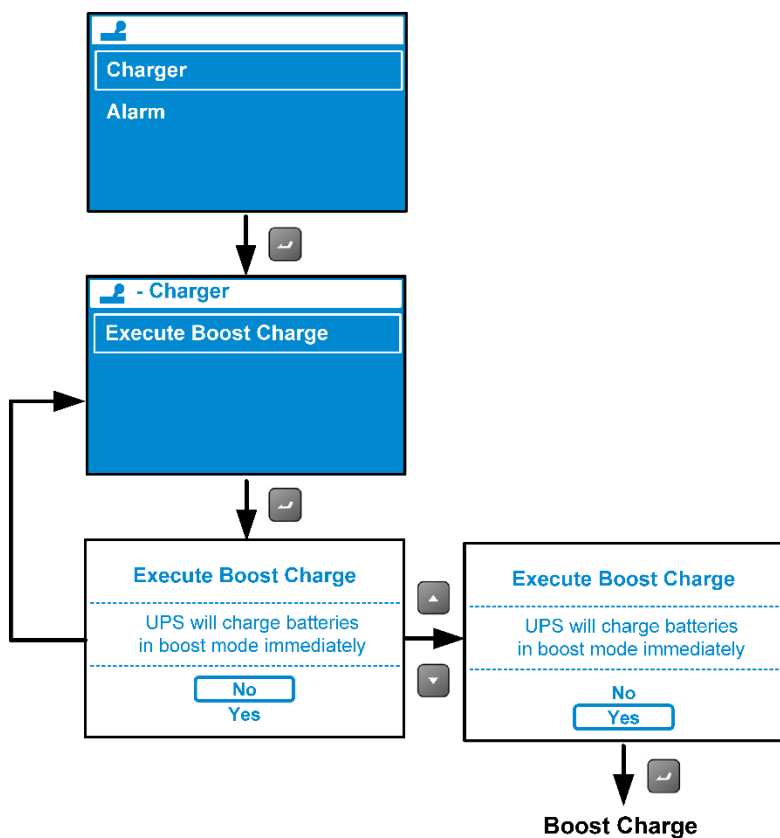 Charger
Alarm
- Charger
Execute Boost Charge
Execute Boost Charge
UPS will charge batteries
in boost mode immediately
No
Yes
Execute Boost Charge
UPS will charge batteries
in boost mode immediately
No
Yes
Boost Charge